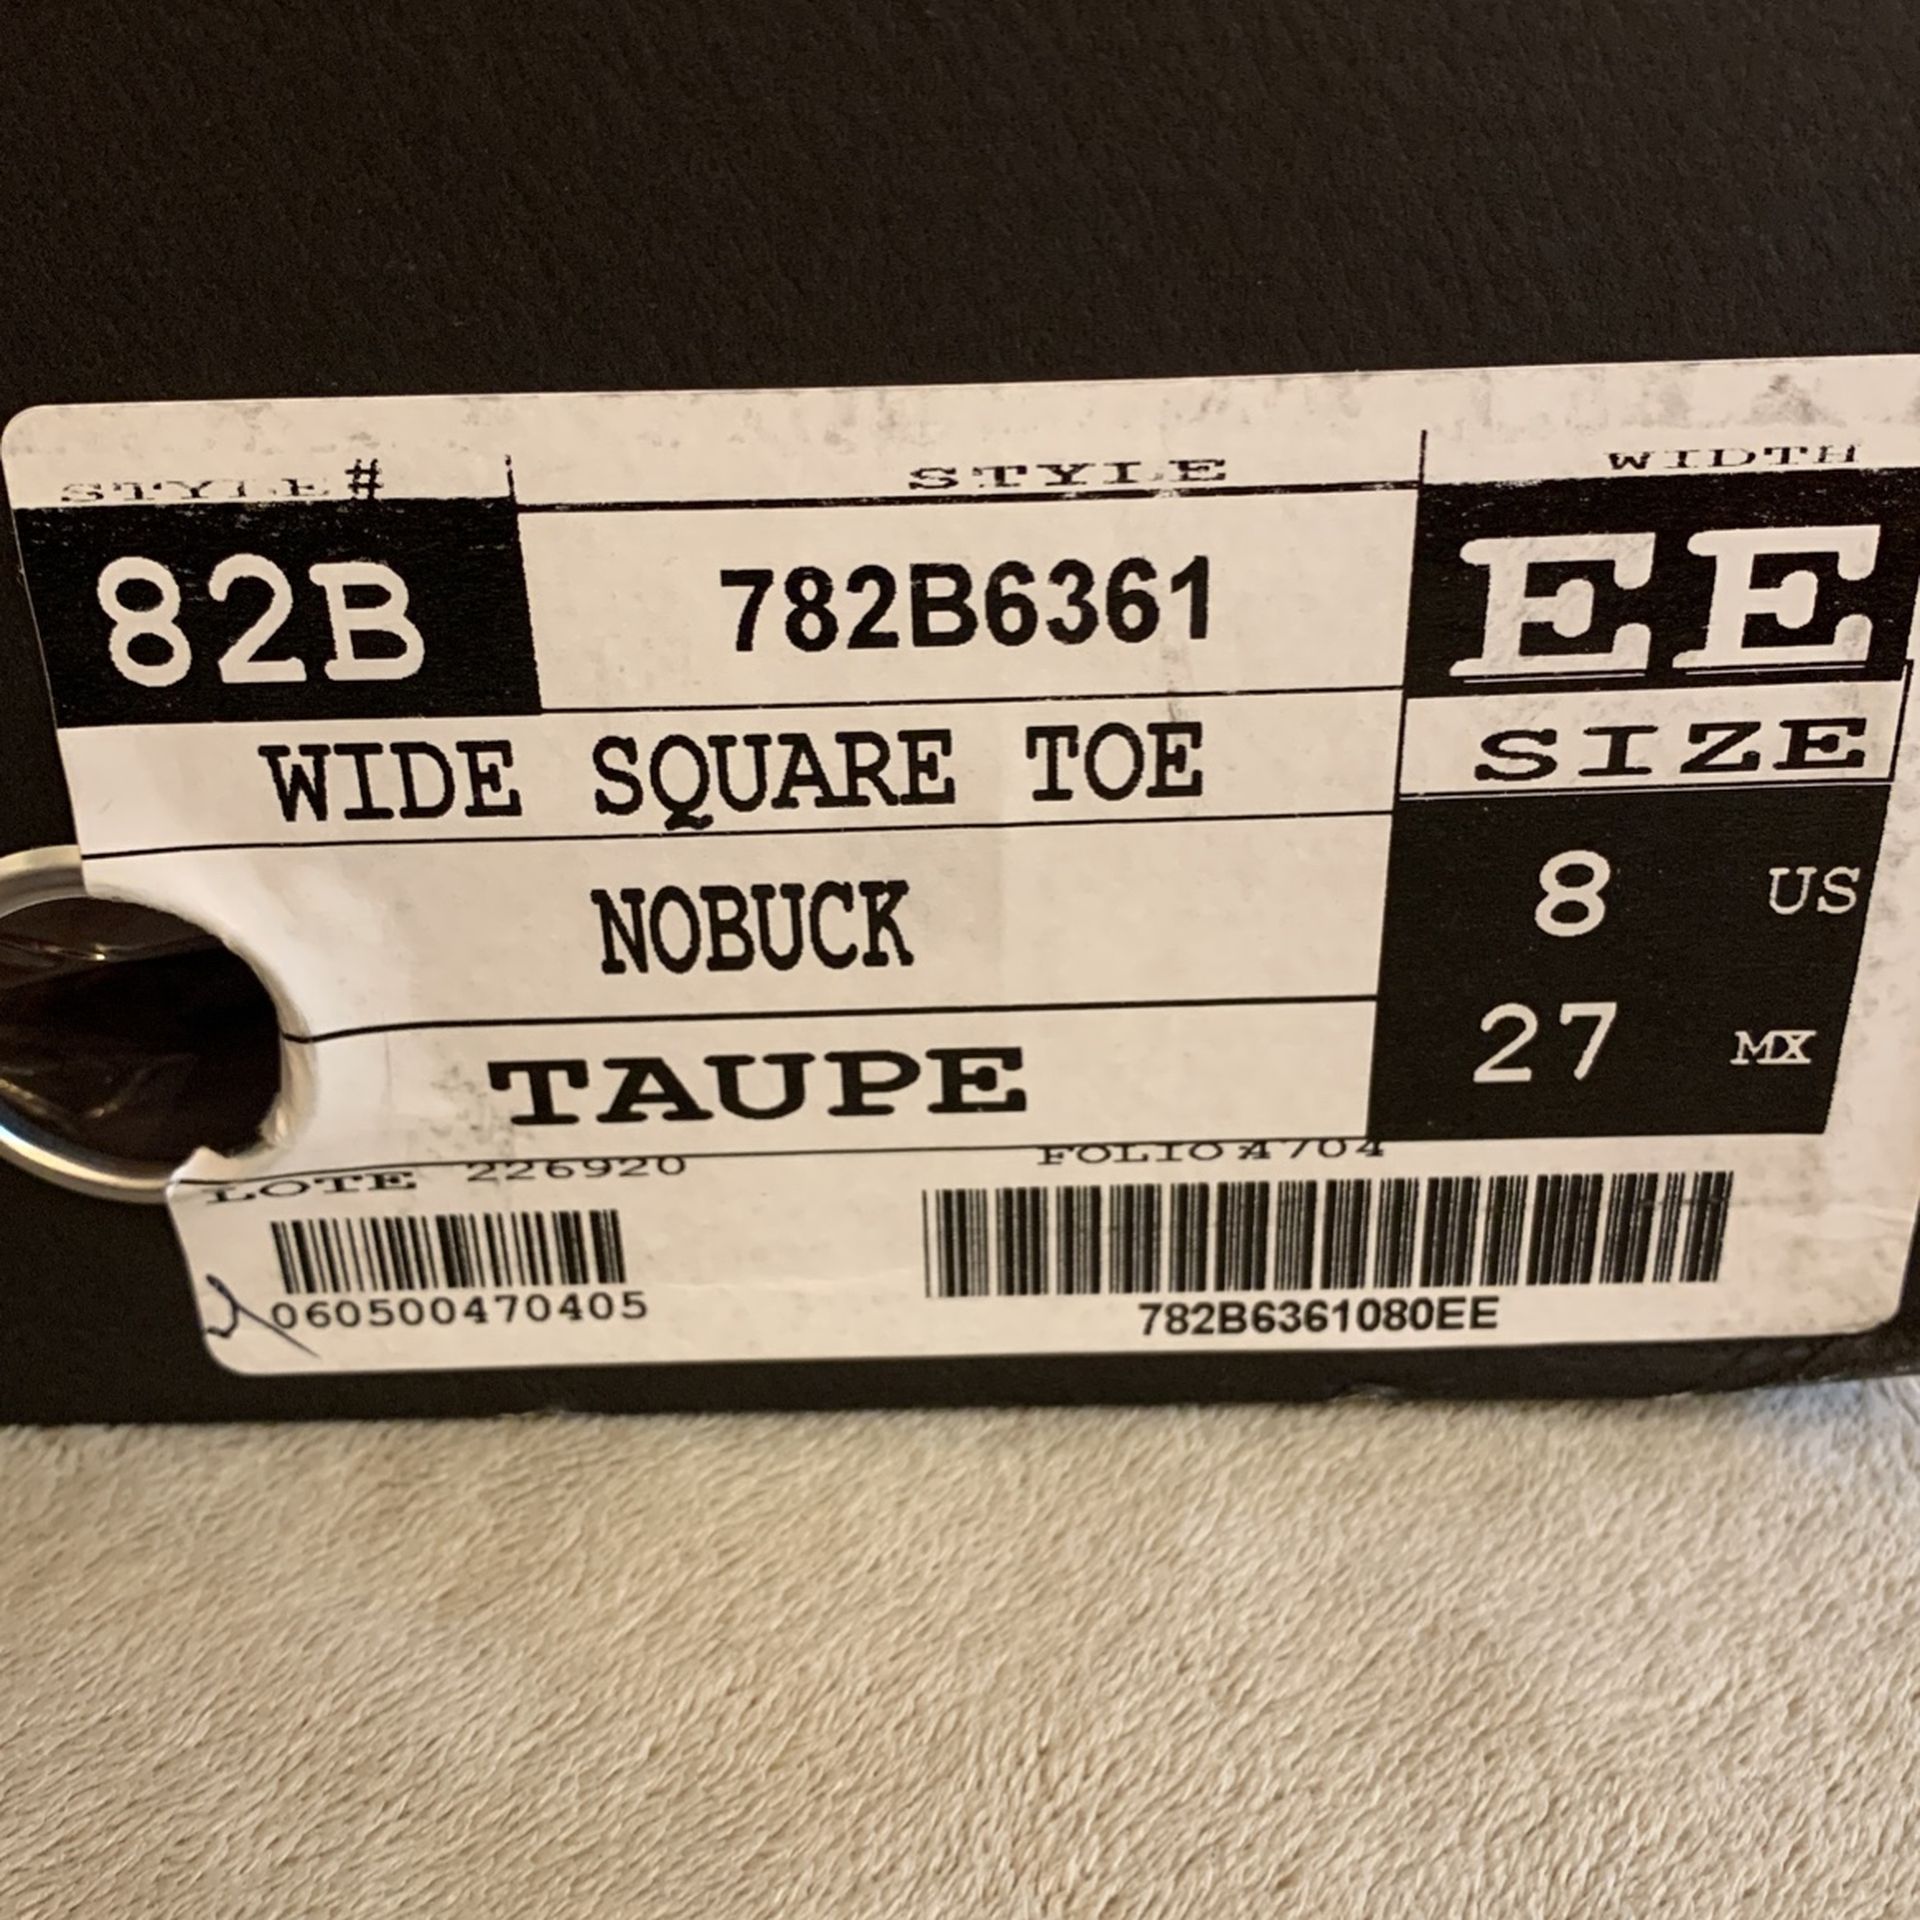 STYLE# STYLE WIDTH
82B 782B6361 EE
WIDE SQUARE TOE SIZE
NOBUCK 8 US
TAUPE 27 MX
LOTE 226920 FOLIO 4704
060500470405 782B6361080EE